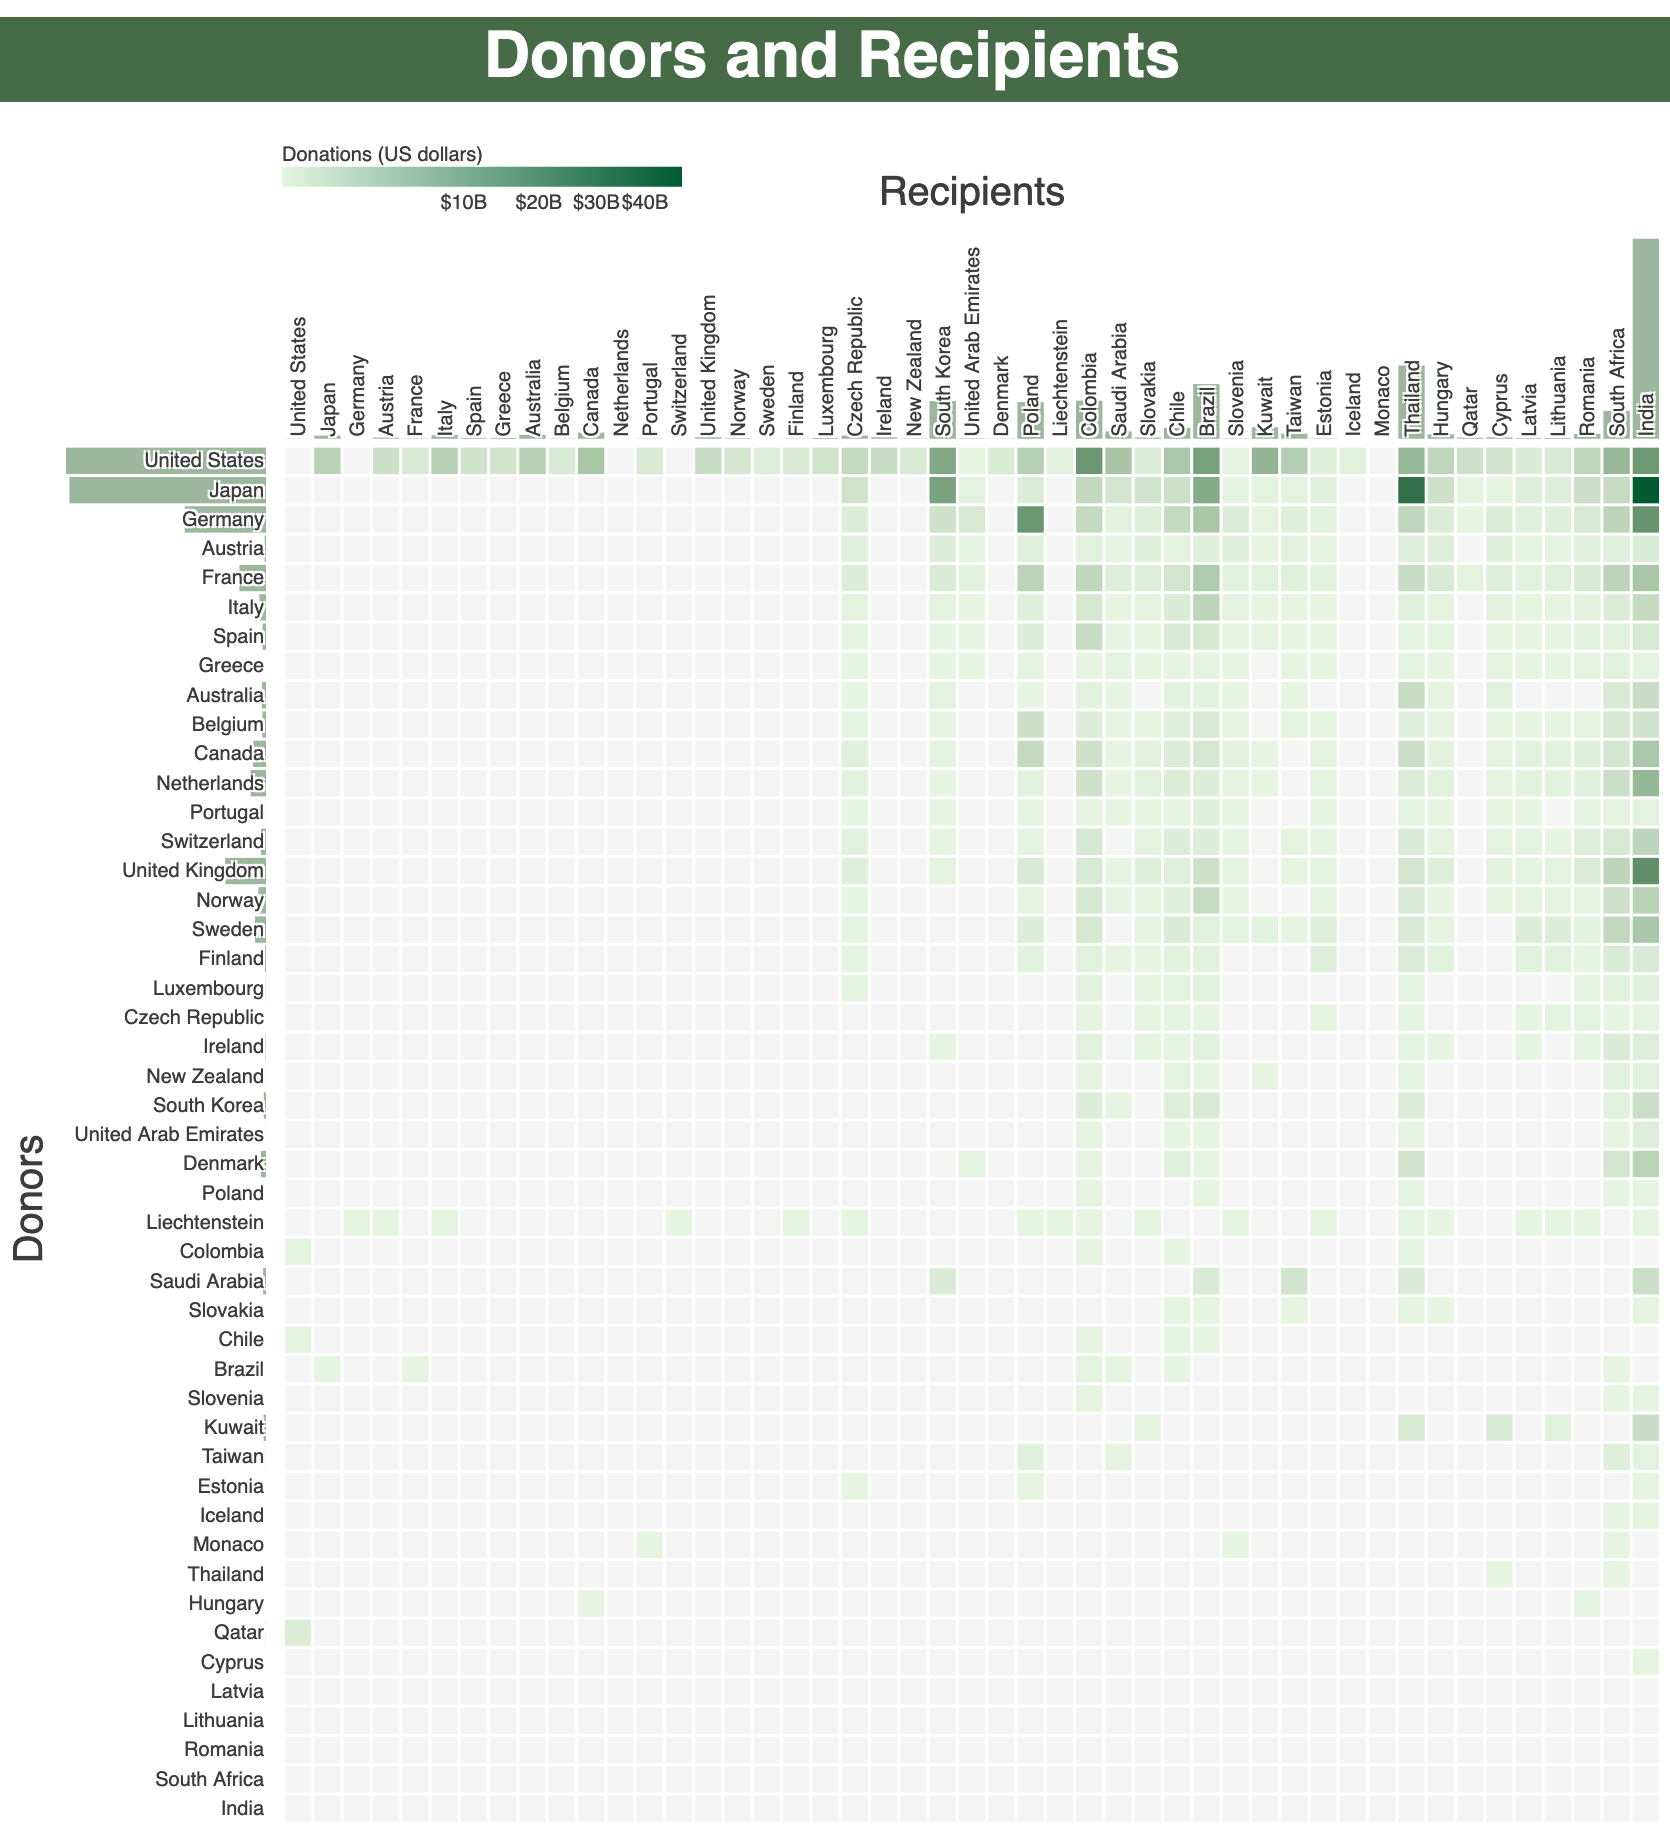 Donors and Recipients
Donations (US dollars)
$10B $20B $30B $40B
Recipients
United States
Japan
Germany
Austria
France
Italy
Spain
Greece
Australia
Belgium
Canada
Netherlands
Portugal
Switzerland
United Kingdom
Norway
Sweden
Finland
Luxembourg
Czech Republic
Ireland
New Zealand
South Korea
United Arab Emirates
Denmark
Poland
Liechtenstein
Colombia
Saudi Arabia
Slovakia
Chile
Brazil
Slovenia
Kuwait
Taiwan
Estonia
Iceland
Monaco
Thailand
Hungary
Qatar
Cyprus
Latvia
Lithuania
Romania
South Africa
India
Donors
United States
Japan
Germany
Austria
France
Italy
Spain
Greece
Australia
Belgium
Canada
Netherlands
Portugal
Switzerland
United Kingdom
Norway
Sweden
Finland
Luxembourg
Czech Republic
Ireland
New Zealand
South Korea
United Arab Emirates
Denmark
Poland
Liechtenstein
Colombia
Saudi Arabia
Slovakia
Chile
Brazil
Slovenia
Kuwait
Taiwan
Estonia
Iceland
Monaco
Thailand
Hungary
Qatar
Cyprus
Latvia
Lithuania
Romania
South Africa
India